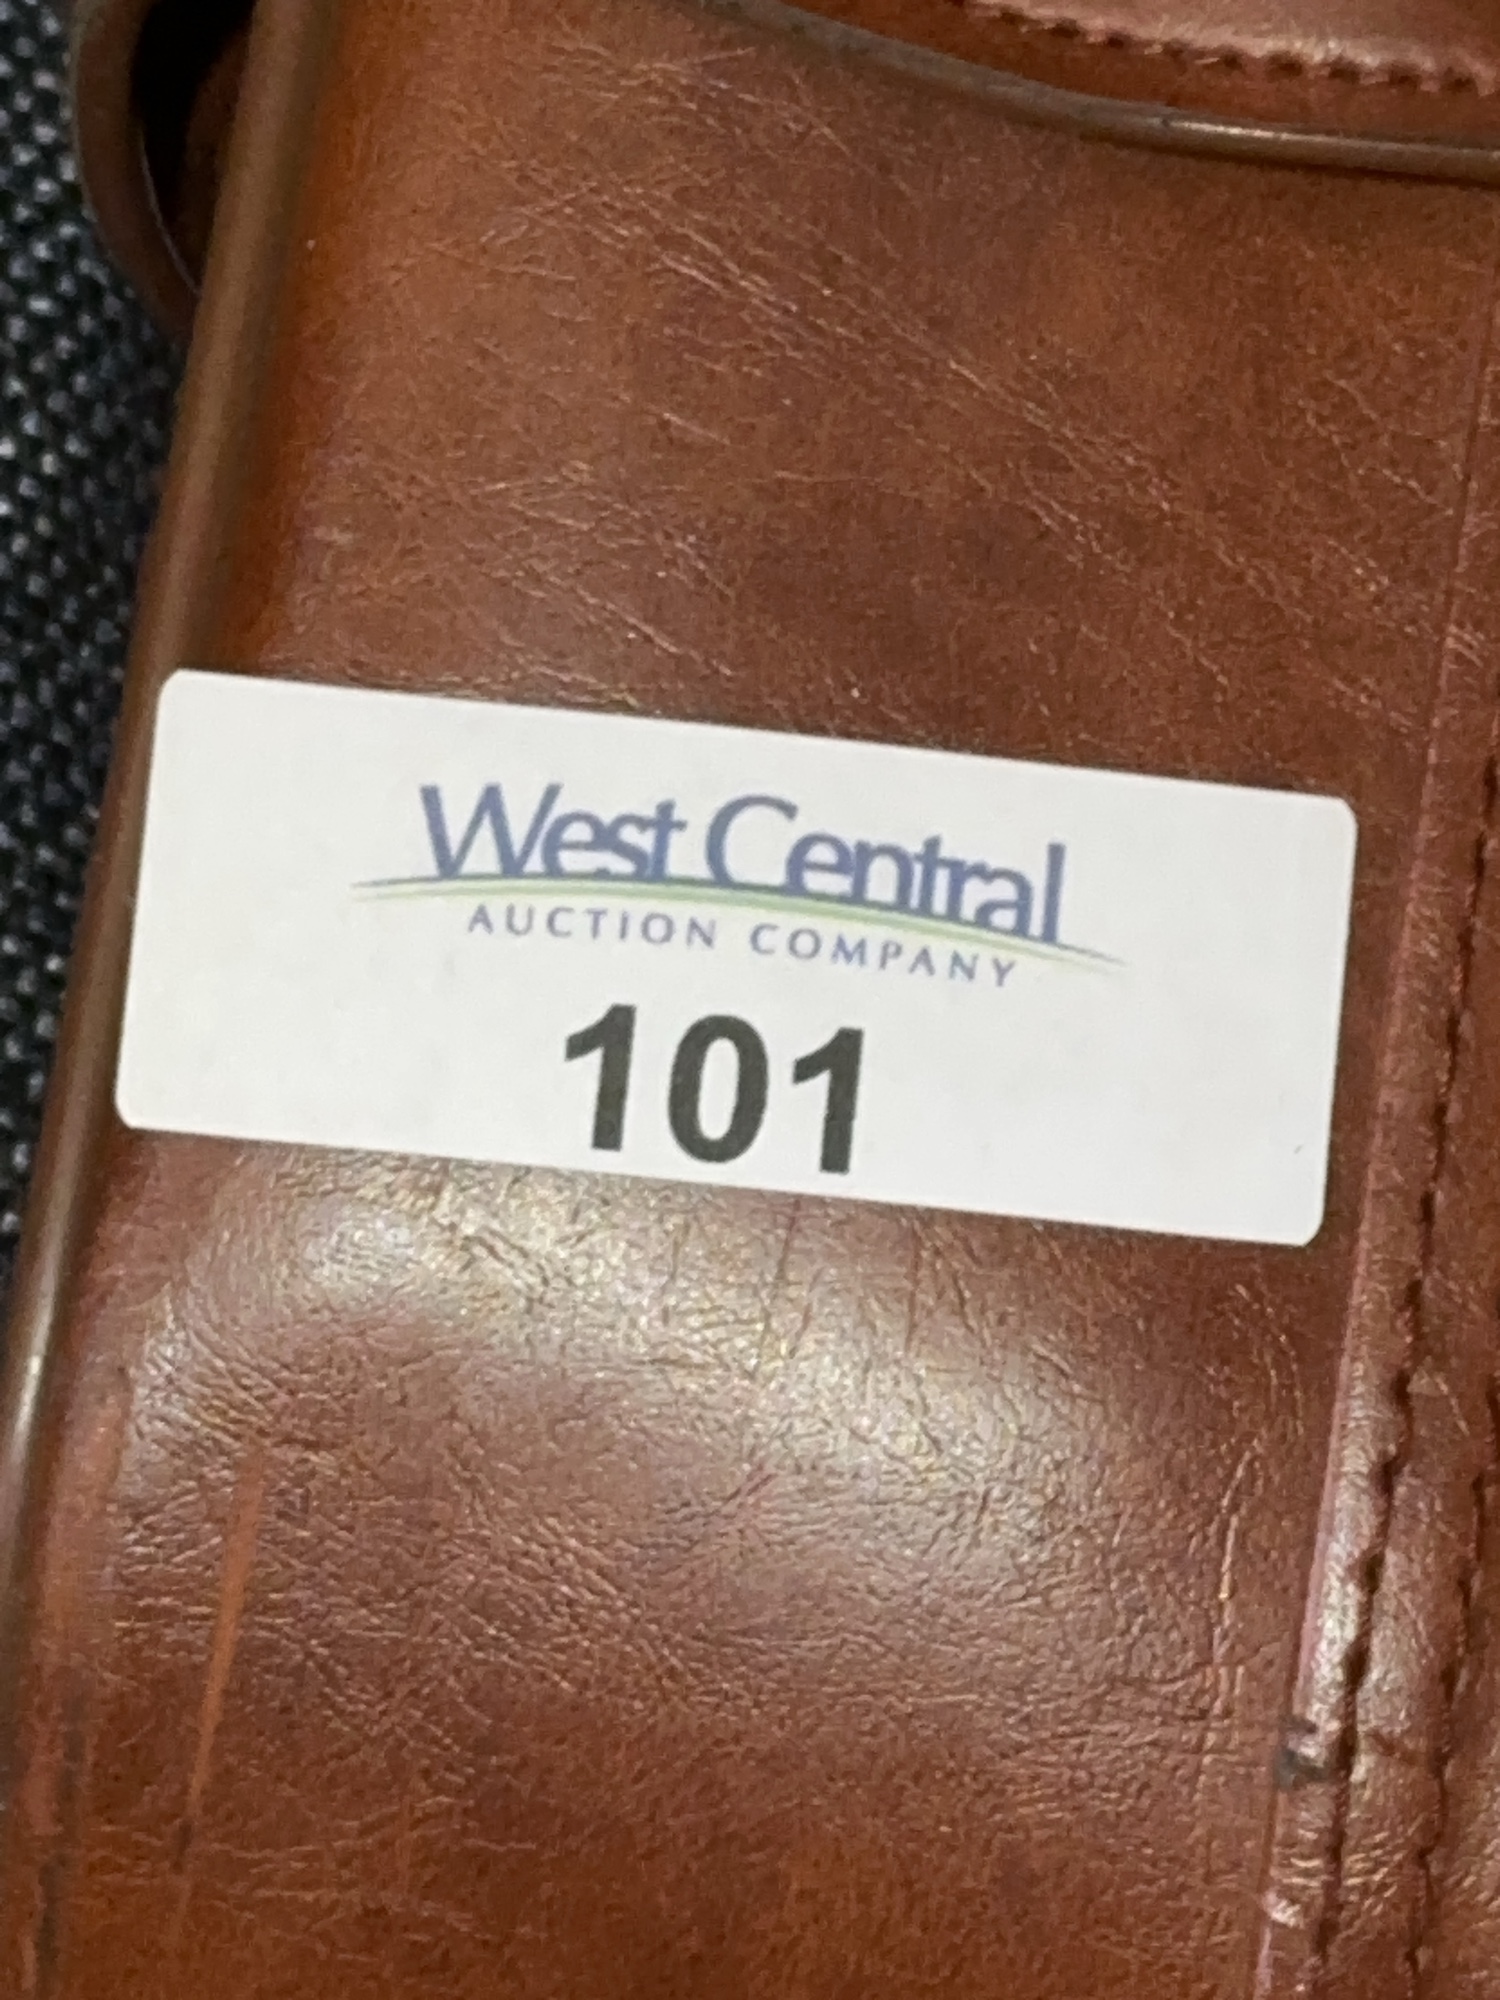 West Central
AUCTION COMPANY
101